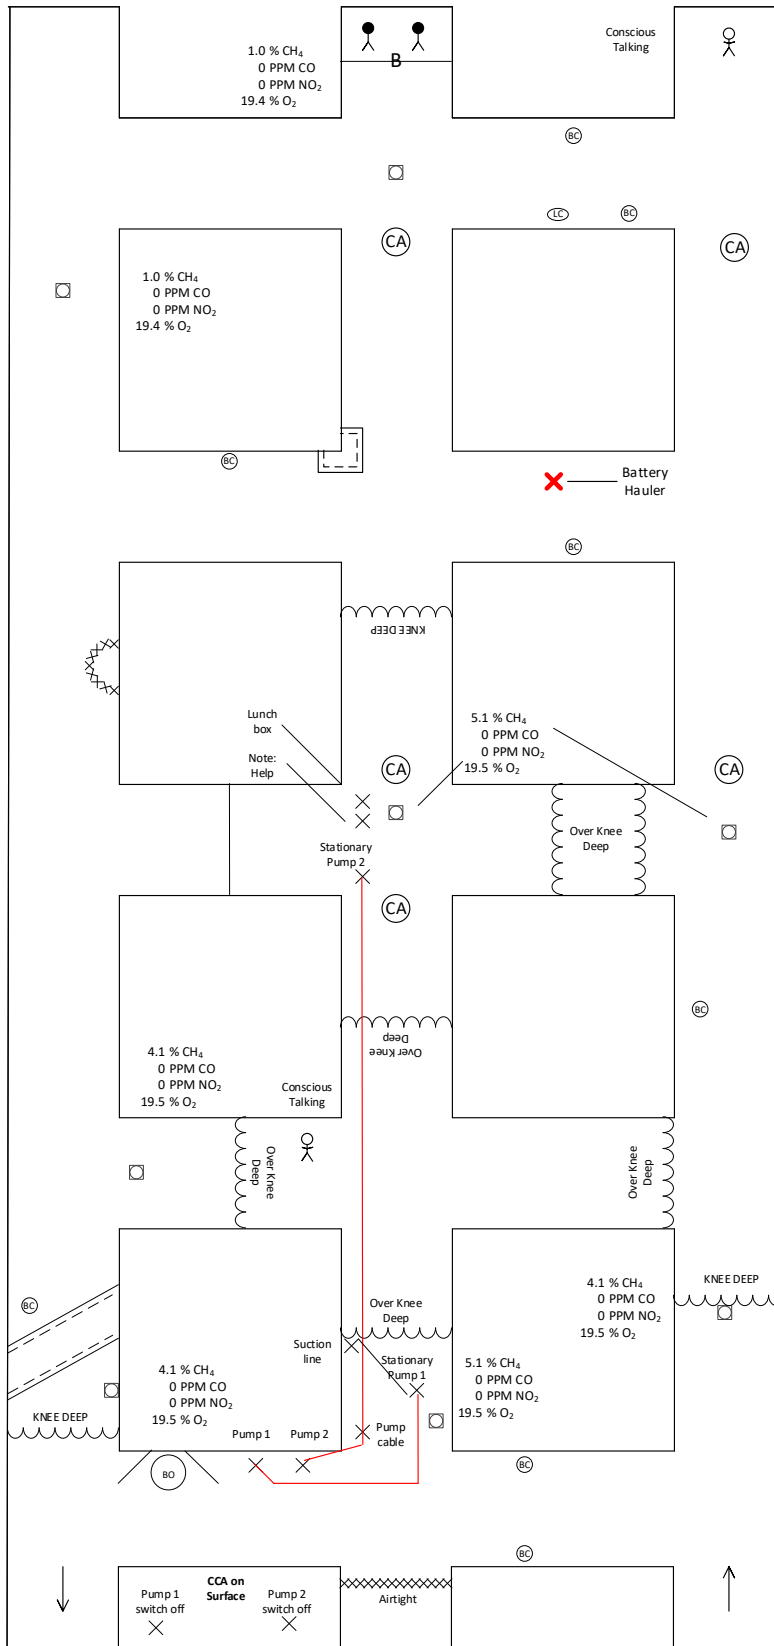 1.0 % CH4
0 PPM CO
0 PPM NO2
19.4 % O2
B
Conscious
Talking
BC
LC
BC
CA
CA
1.0 % CH4
0 PPM CO
0 PPM NO2
19.4 % O2
BC
Battery
Hauler
BC
KNEE DEEP
Lunch
box
Note:
Help
5.1 % CH4
0 PPM CO
0 PPM NO2
19.5 % O2
CA
CA
Over Knee
Deep
Stationary
Pump 2
CA
BC
Over Knee
Deep
4.1 % CH4
0 PPM CO
0 PPM NO2
19.5 % O2
Conscious
Talking
Over Knee
Deep
Over Knee
Deep
BC
KNEE DEEP
4.1 % CH4
0 PPM CO
0 PPM NO2
19.5 % O2
Over Knee
Deep
Suction
line
Stationary
Pump 1
4.1 % CH4
0 PPM CO
0 PPM NO2
19.5 % O2
5.1 % CH4
0 PPM CO
0 PPM NO2
19.5 % O2
KNEE DEEP
Pump 1
Pump 2
Pump
cable
BO
BC
BC
CCA on
Surface
Pump 1
switch off
Pump 2
switch off
Airtight